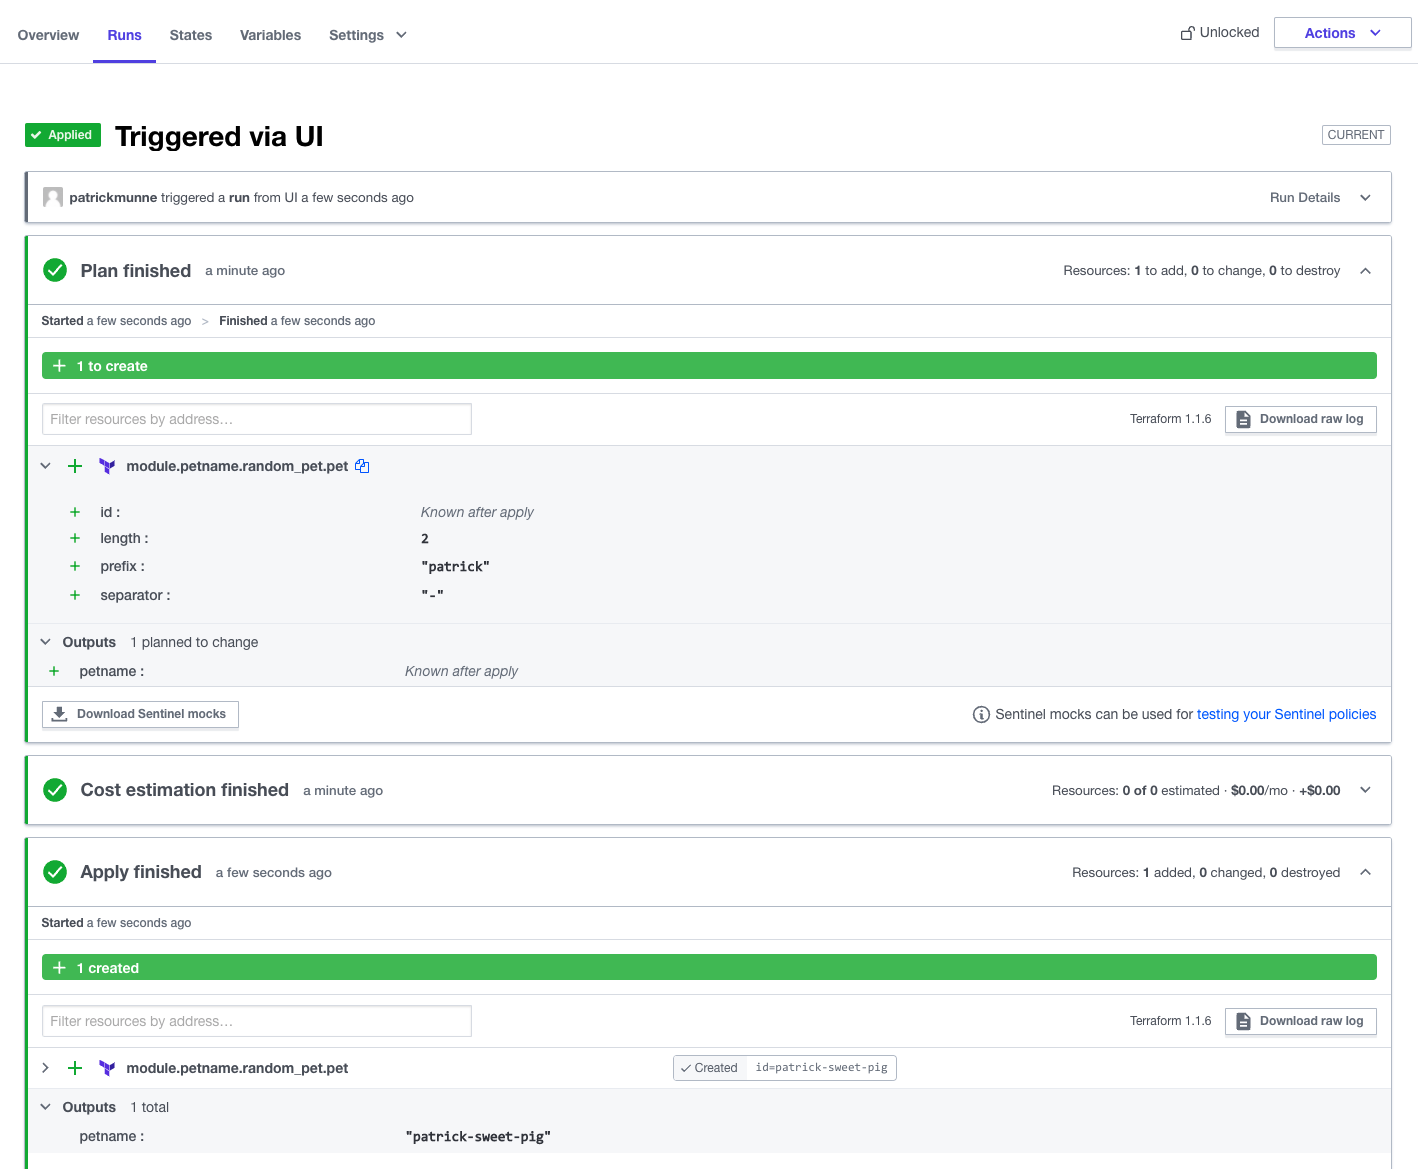 Overview Runs States Variables Settings Unlocked Actions
Applied Triggered via UI CURRENT
patrickmunne triggered a run from UI a few seconds ago Run Details
Plan finished a minute ago Resources: 1 to add, 0 to change, 0 to destroy
Started a few seconds ago > Finished a few seconds ago
+ 1 to create
Filter resources by address... Terraform 1.1.6 Download raw log
+ module.petname.random_pet.pet
+ id : Known after apply
+ length : 2
+ prefix : "patrick"
+ separator : "-"
Outputs 1 planned to change
+ petname : Known after apply
Download Sentinel mocks Sentinel mocks can be used for testing your Sentinel policies
Cost estimation finished a minute ago Resources: 0 of 0 estimated · $0.00/mo · +$0.00
Apply finished a few seconds ago Resources: 1 added, 0 changed, 0 destroyed
Started a few seconds ago
+ 1 created
Filter resources by address... Terraform 1.1.6 Download raw log
+ module.petname.random_pet.pet Created id=patrick-sweet-pig
Outputs 1 total
petname : "patrick-sweet-pig"